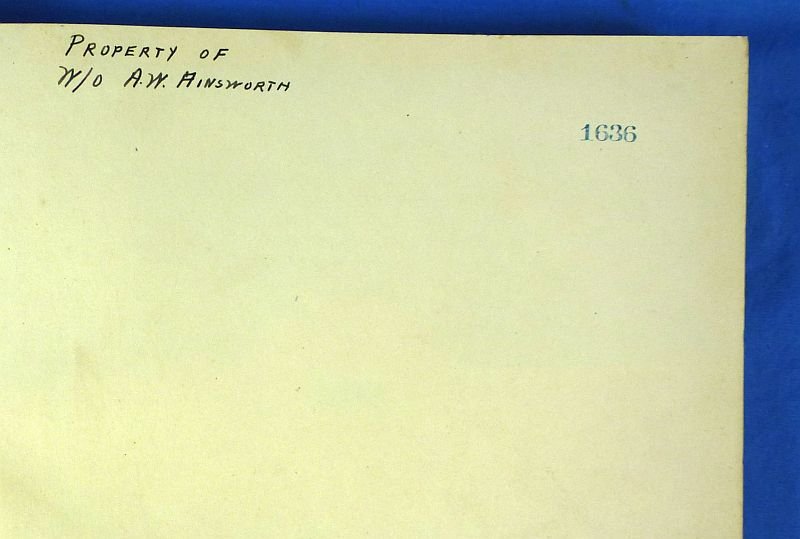 PROPERTY OF
W/O A.W. AINSWORTH
1636